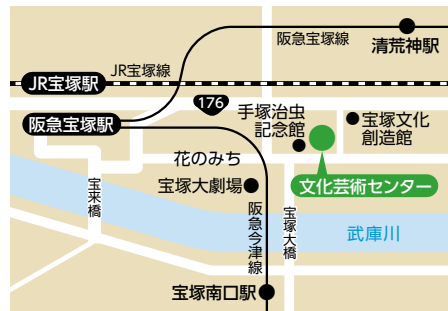 阪急宝塚線
清荒神駅
JR宝塚線
JR宝塚駅
176
阪急宝塚駅
手塚治虫
記念館
宝塚文化
創造館
花のみち
宝塚大劇場
文化芸術センター
宝来橋
阪急今津線
宝塚大橋
武庫川
宝塚南口駅